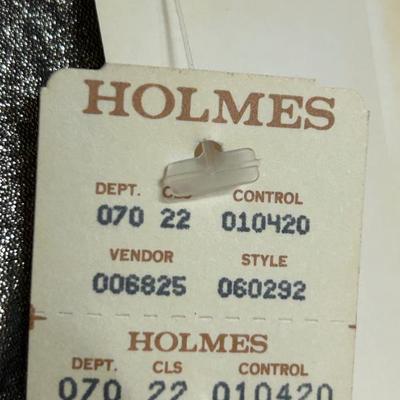 HOLMES
DEPT. CLS CONTROL
070 22 010420
VENDOR STYLE
006825 060292
HOLMES
DEPT. CLS CONTROL
070 22 010420